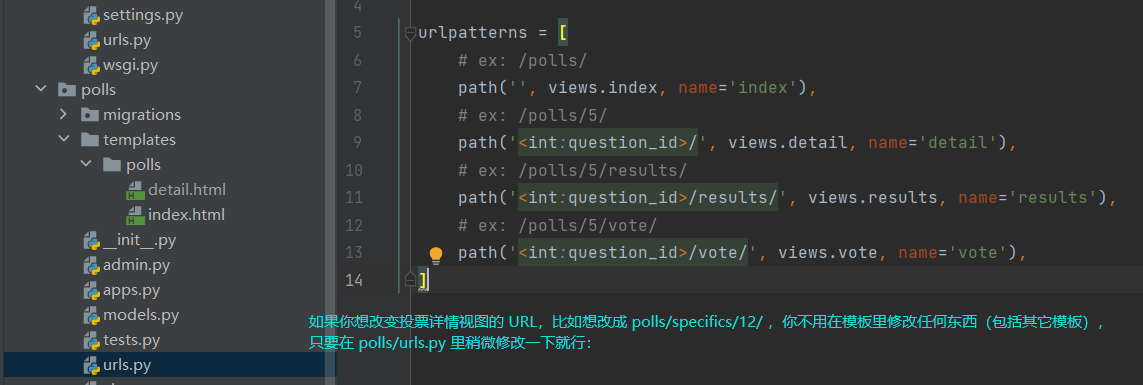 settings.py
urls.py
wsgi.py
polls
migrations
templates
polls
detail.html
index.html
__init__.py
admin.py
apps.py
models.py
tests.py
urls.py
4
5 urlpatterns = [
6 # ex: /polls/
7 path('', views.index, name='index'),
8 # ex: /polls/5/
9 path('<int:question_id>/', views.detail, name='detail'),
10 # ex: /polls/5/results/
11 path('<int:question_id>/results/', views.results, name='results'),
12 # ex: /polls/5/vote/
13 path('<int:question_id>/vote/', views.vote, name='vote'),
14 ]
如果你想改变投票详情视图的 URL，比如想改成 polls/specifics/12/ ，你不用在模板里修改任何东西（包括其它模板），
只要在 polls/urls.py 里稍微修改一下就行：